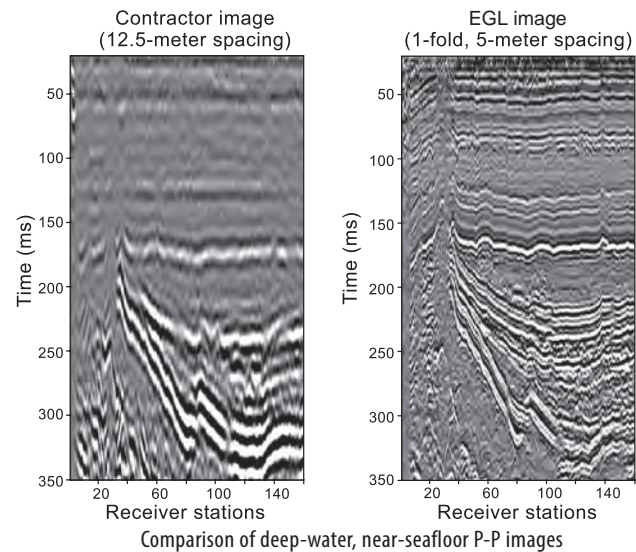 Contractor image
(12.5-meter spacing)
50
100
150
200
250
300
350
Time (ms)
20
60
100
140
Receiver stations
EGL image
(1-fold, 5-meter spacing)
50
100
150
200
250
300
350
Time (ms)
20
60
100
140
Receiver stations
Comparison of deep-water, near-seafloor P-P images